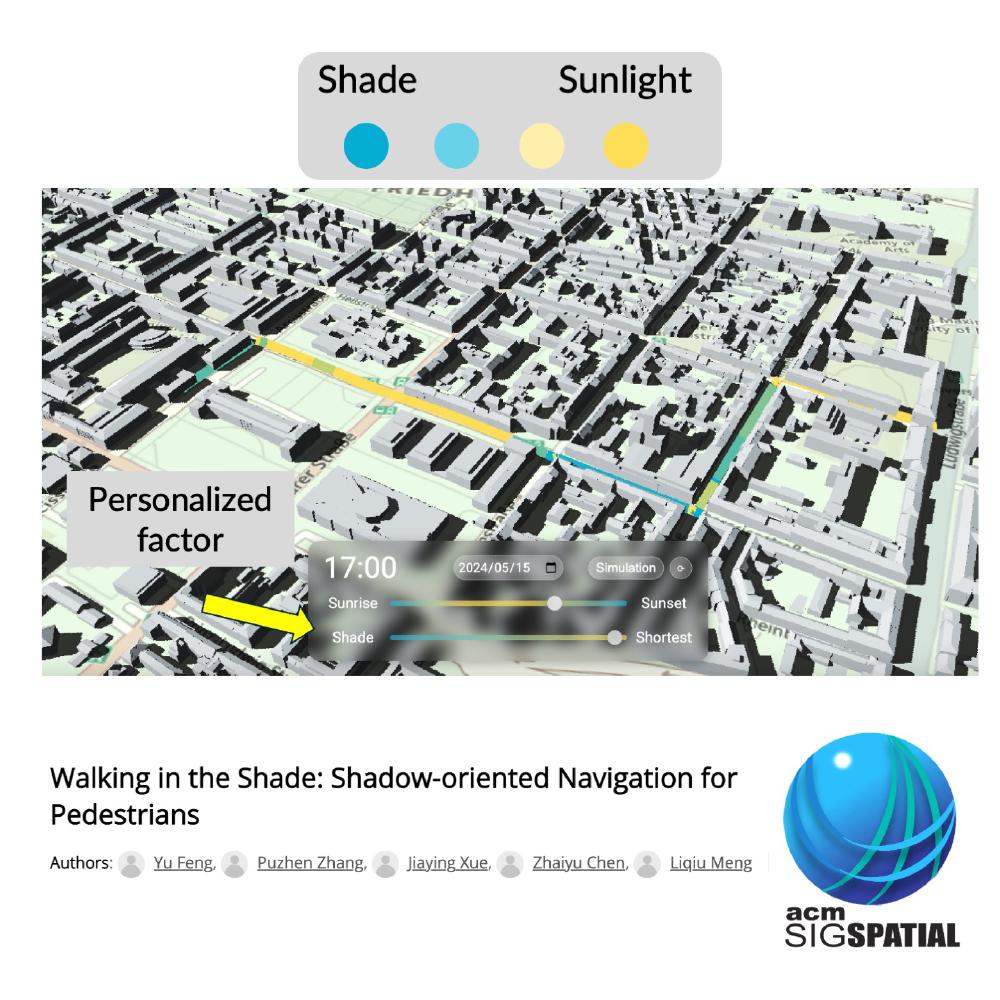 Shade Sunlight
FRIEDH
Academy of
Arts
Personalized
factor
17:00 2024/05/15 Simulation
Sunrise Sunset
Shade Shortest
Walking in the Shade: Shadow-oriented Navigation for
Pedestrians
Authors: Yu Feng, Puzhen Zhang, Jiaying Xue, Zhaiyu Chen, Liqiu Meng
acm
SIGSPATIAL